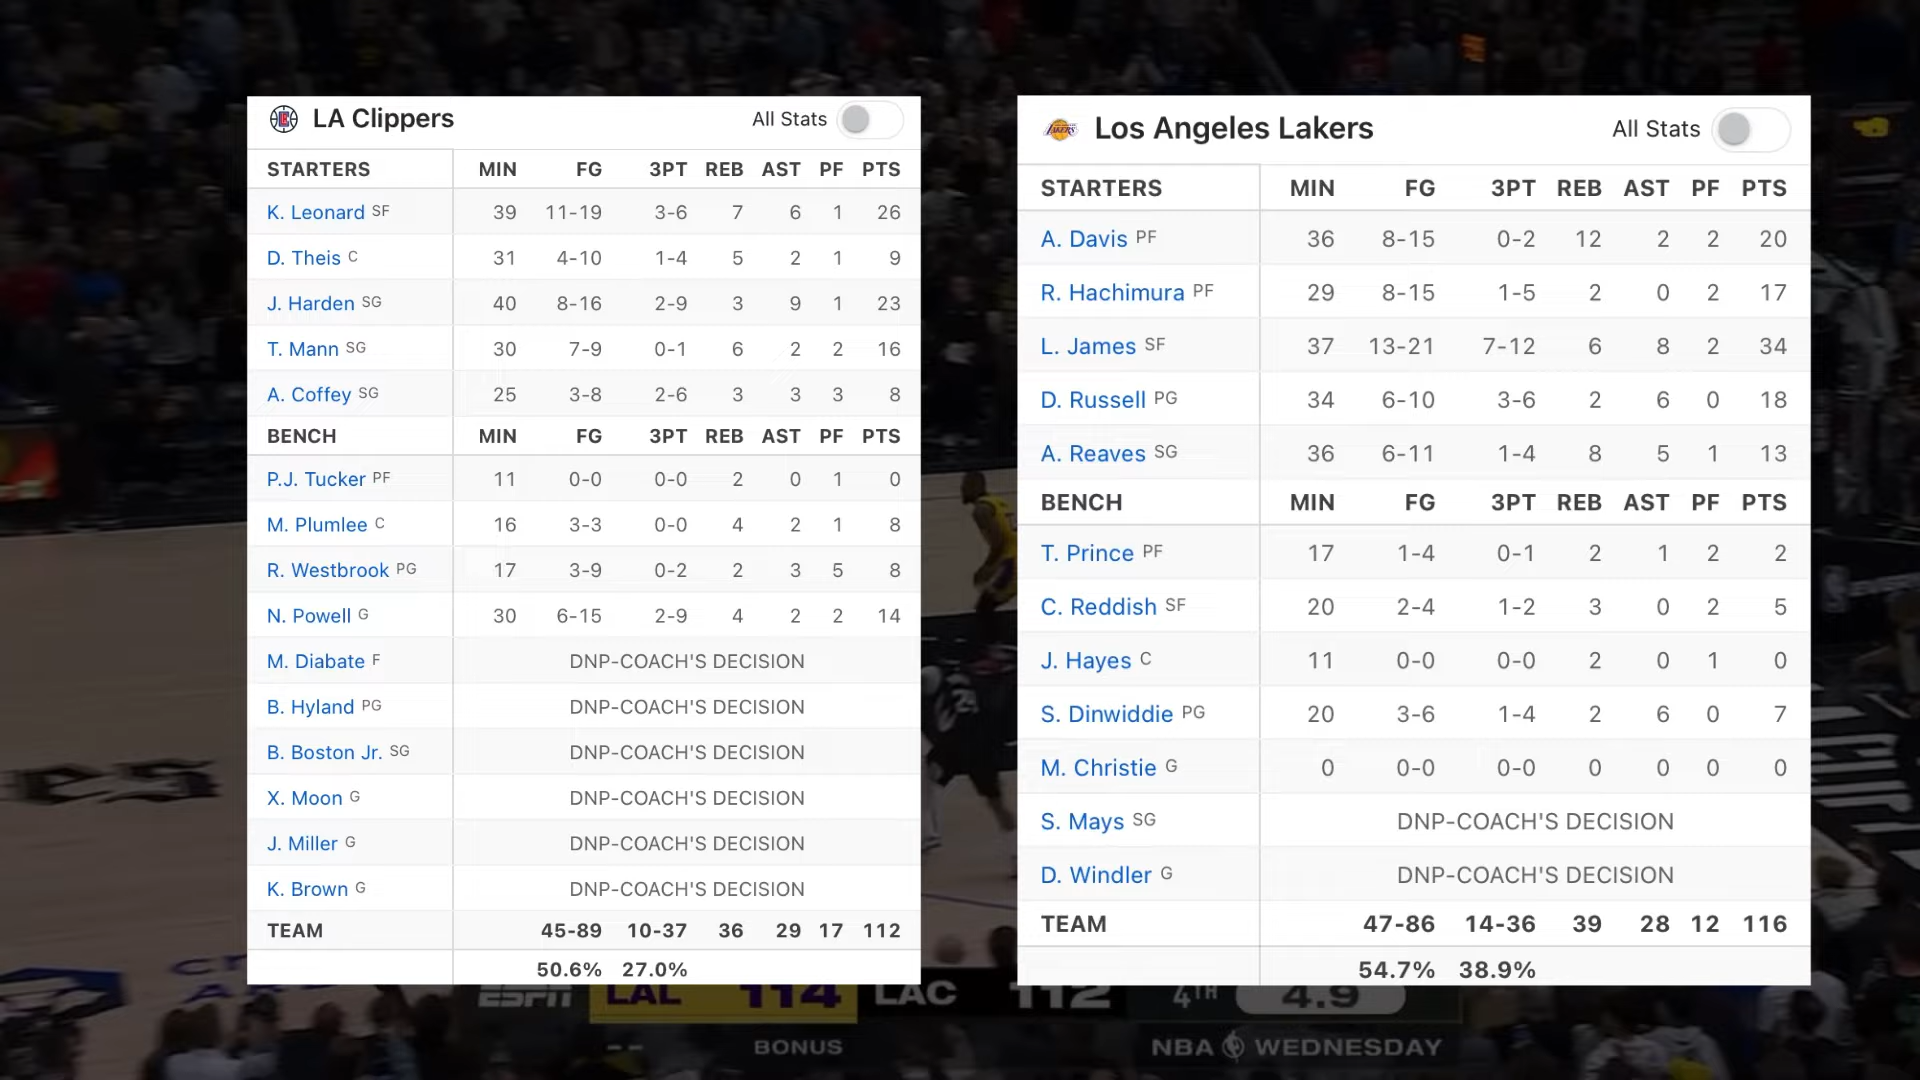 LA Clippers All Stats
STARTERS MIN FG 3PT REB AST PF PTS
K. Leonard SF 39 11-19 3-6 7 6 1 26
D. Theis C 31 4-10 1-4 5 2 1 9
J. Harden SG 40 8-16 2-9 3 9 1 23
T. Mann SG 30 7-9 0-1 6 2 2 16
A. Coffey SG 25 3-8 2-6 3 3 3 8
BENCH MIN FG 3PT REB AST PF PTS
P.J. Tucker PF 11 0-0 0-0 2 0 1 0
M. Plumlee C 16 3-3 0-0 4 2 1 8
R. Westbrook PG 17 3-9 0-2 2 3 5 8
N. Powell G 30 6-15 2-9 4 2 2 14
M. Diabate F DNP-COACH'S DECISION
B. Hyland PG DNP-COACH'S DECISION
B. Boston Jr. SG DNP-COACH'S DECISION
X. Moon G DNP-COACH'S DECISION
J. Miller G DNP-COACH'S DECISION
K. Brown G DNP-COACH'S DECISION
TEAM 45-89 10-37 36 29 17 112
50.6% 27.0%
Los Angeles Lakers All Stats
STARTERS MIN FG 3PT REB AST PF PTS
A. Davis PF 36 8-15 0-2 12 2 2 20
R. Hachimura PF 29 8-15 1-5 2 0 2 17
L. James SF 37 13-21 7-12 6 8 2 34
D. Russell PG 34 6-10 3-6 2 6 0 18
A. Reaves SG 36 6-11 1-4 8 5 1 13
BENCH MIN FG 3PT REB AST PF PTS
T. Prince PF 17 1-4 0-1 2 1 2 2
C. Reddish SF 20 2-4 1-2 3 0 2 5
J. Hayes C 11 0-0 0-0 2 0 1 0
S. Dinwiddie PG 20 3-6 1-4 2 6 0 7
M. Christie G 0 0-0 0-0 0 0 0 0
S. Mays SG DNP-COACH'S DECISION
D. Windler G DNP-COACH'S DECISION
TEAM 47-86 14-36 39 28 12 116
54.7% 38.9%
ESPN LAL 114 LAC 112 4TH 4.9
BONUS NBA WEDNESDAY